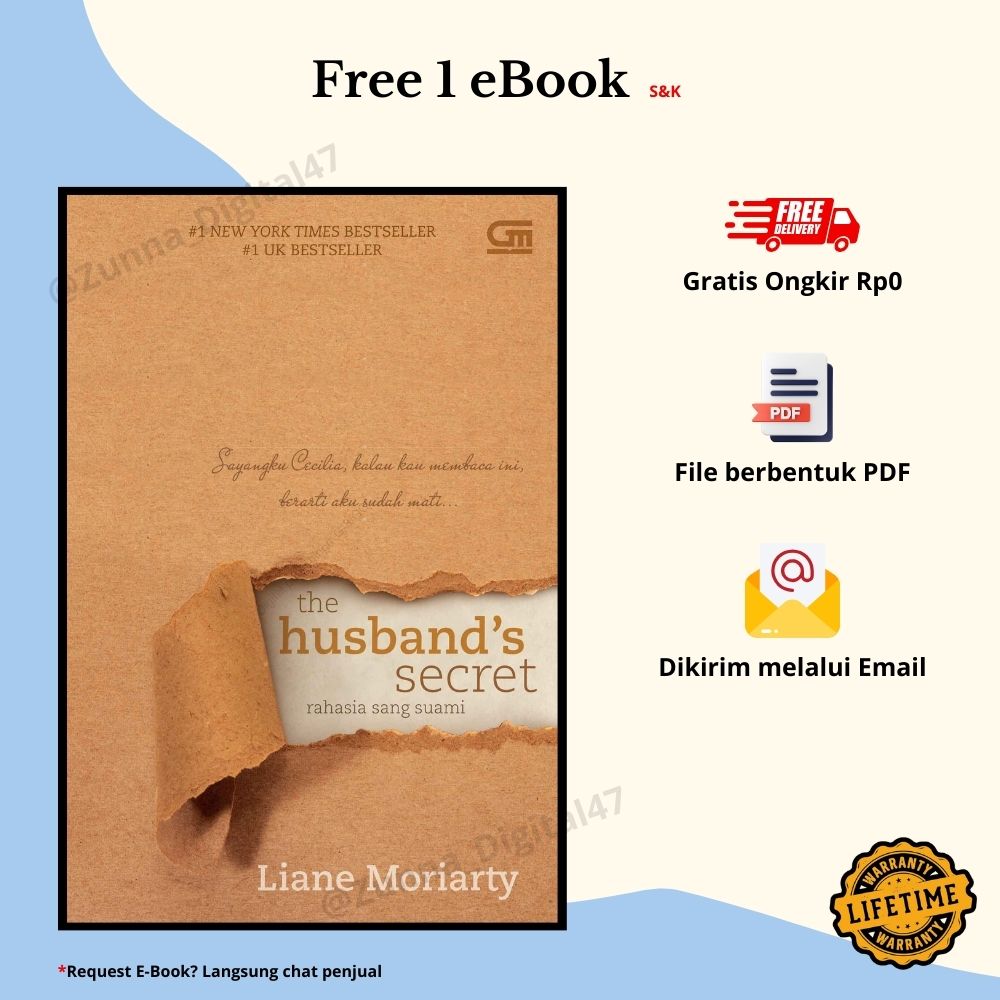 Free 1 eBook S&K
@Zunna_Digital47
#1 NEW YORK TIMES BESTSELLER
#1 UK BESTSELLER
GM
Sayangku Cecilia, kalau kau membaca ini,
berarti aku sudah mati...
the
husband's
secret
rahasia sang suami
Liane Moriarty
@Zunna_Digital47
FREE
DELIVERY
Gratis Ongkir Rp0
PDF
File berbentuk PDF
@
Dikirim melalui Email
WARRANTY
LIFETIME
WARRANTY
*Request E-Book? Langsung chat penjual